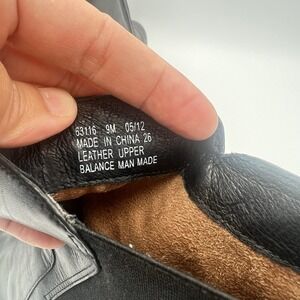 63116 9M 05/12
MADE IN CHINA 26
LEATHER UPPER
BALANCE MAN MADE